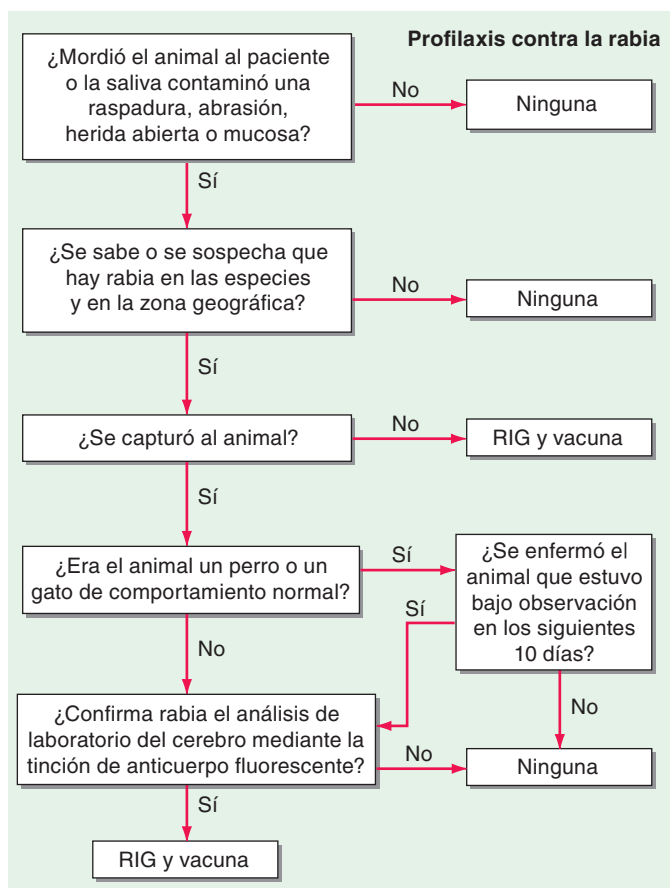 Profilaxis contra la rabia
¿Mordió el animal al paciente
o la saliva contaminó una
raspadura, abrasión,
herida abierta o mucosa?
No
Ninguna
Sí
¿Se sabe o se sospecha que
hay rabia en las especies
y en la zona geográfica?
No
Ninguna
Sí
¿Se capturó al animal?
No
RIG y vacuna
Sí
¿Era el animal un perro o un
gato de comportamiento normal?
Sí
¿Se enfermó el
animal que estuvo
bajo observación
en los siguientes
10 días?
Sí
No
No
¿Confirma rabia el análisis de
laboratorio del cerebro mediante la
tinción de anticuerpo fluorescente?
No
Ninguna
Sí
RIG y vacuna